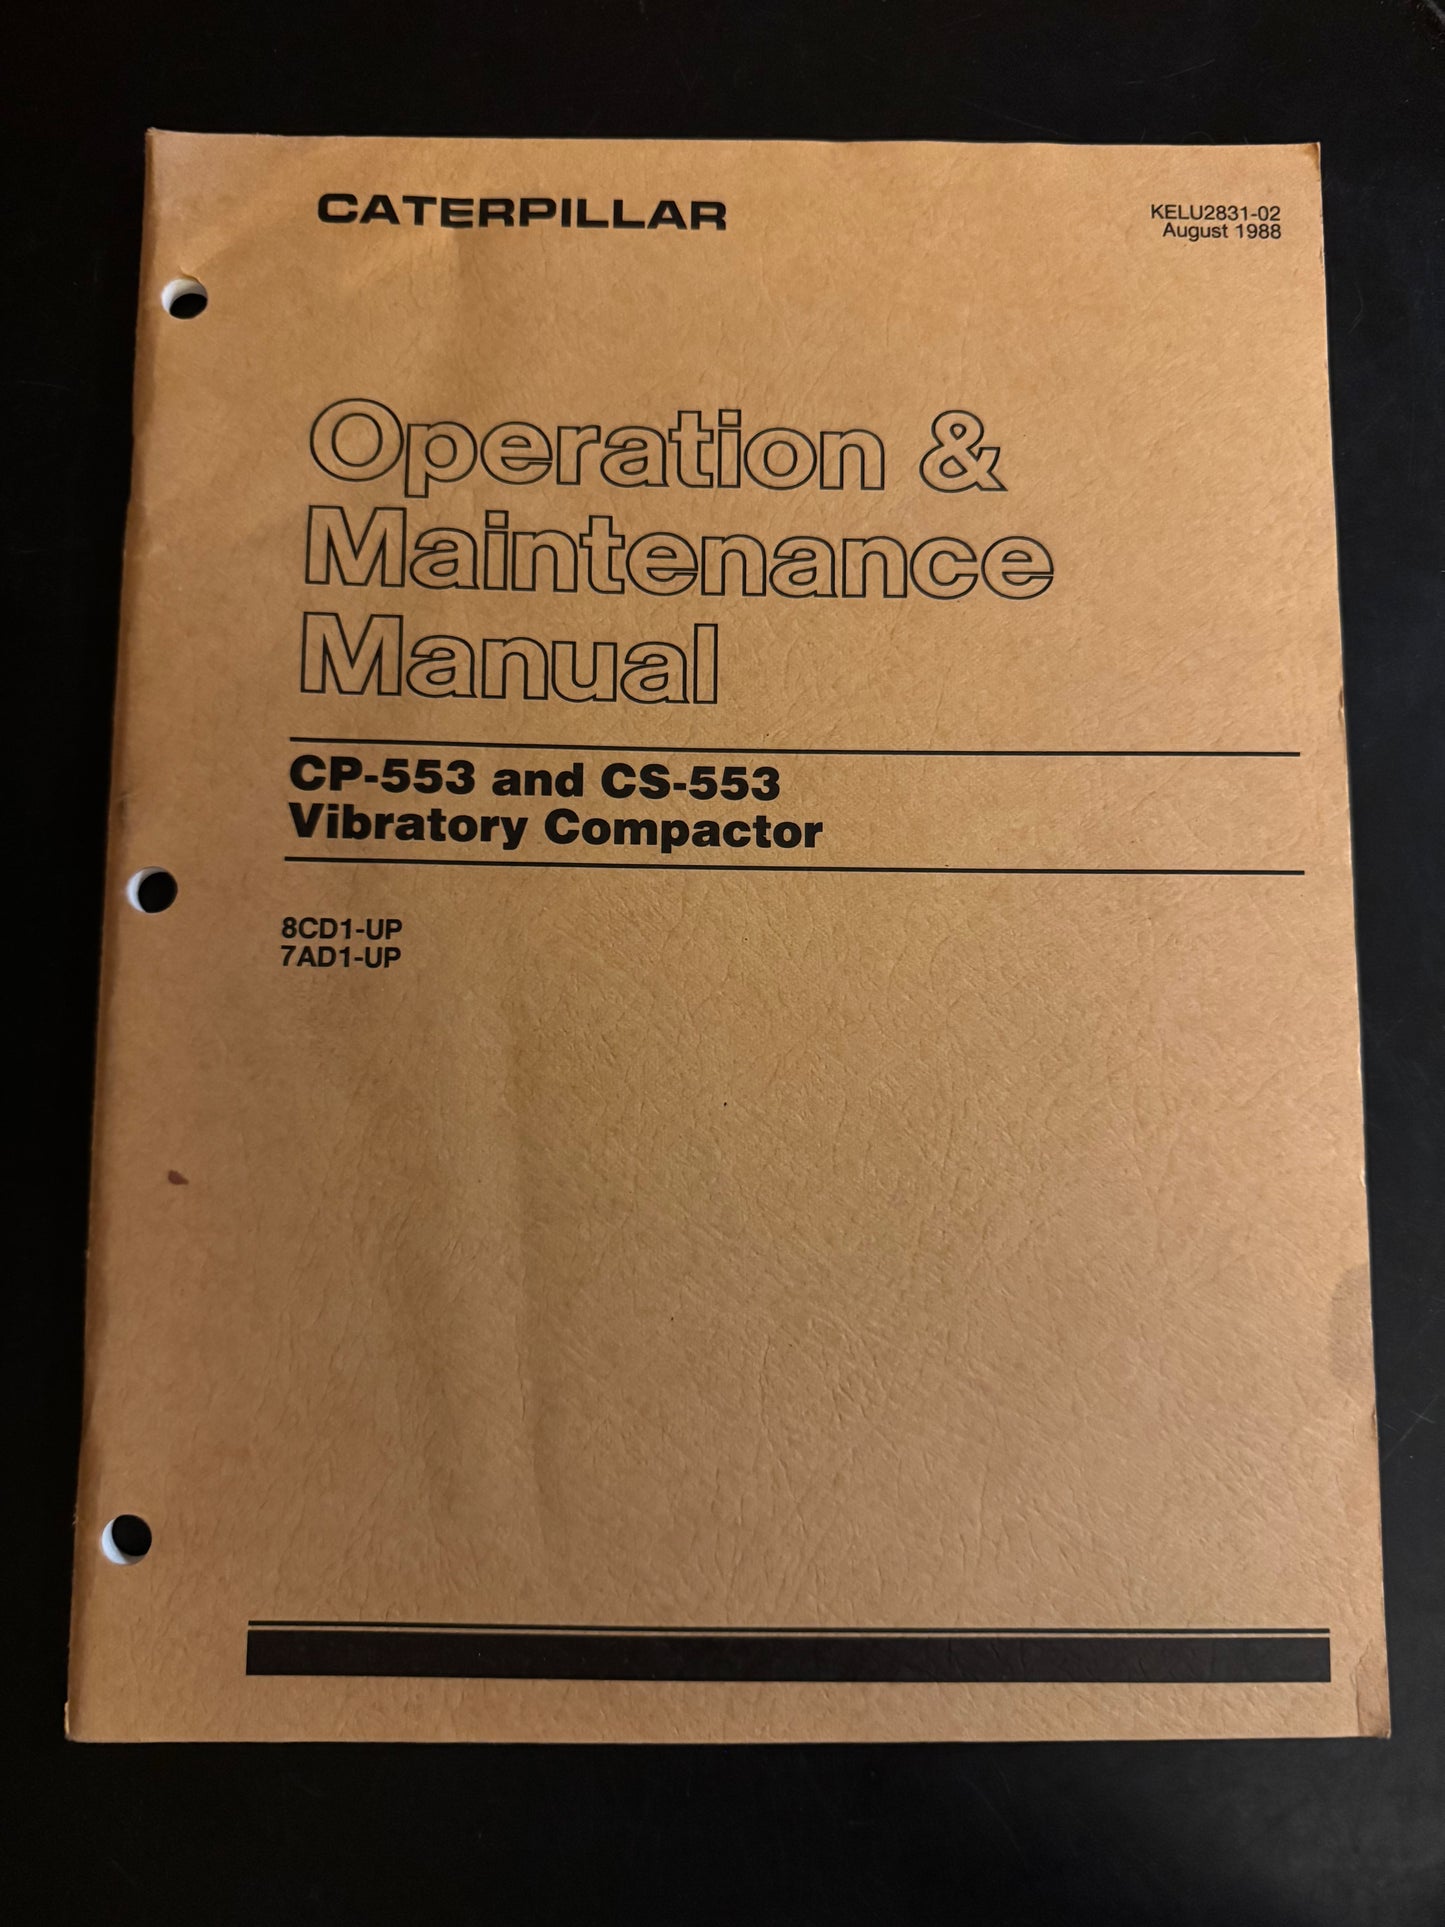 CATERPILLAR
KELU2831-02
August 1988
Operation &
Maintenance
Manual
CP-553 and CS-553
Vibratory Compactor
8CD1-UP
7AD1-UP